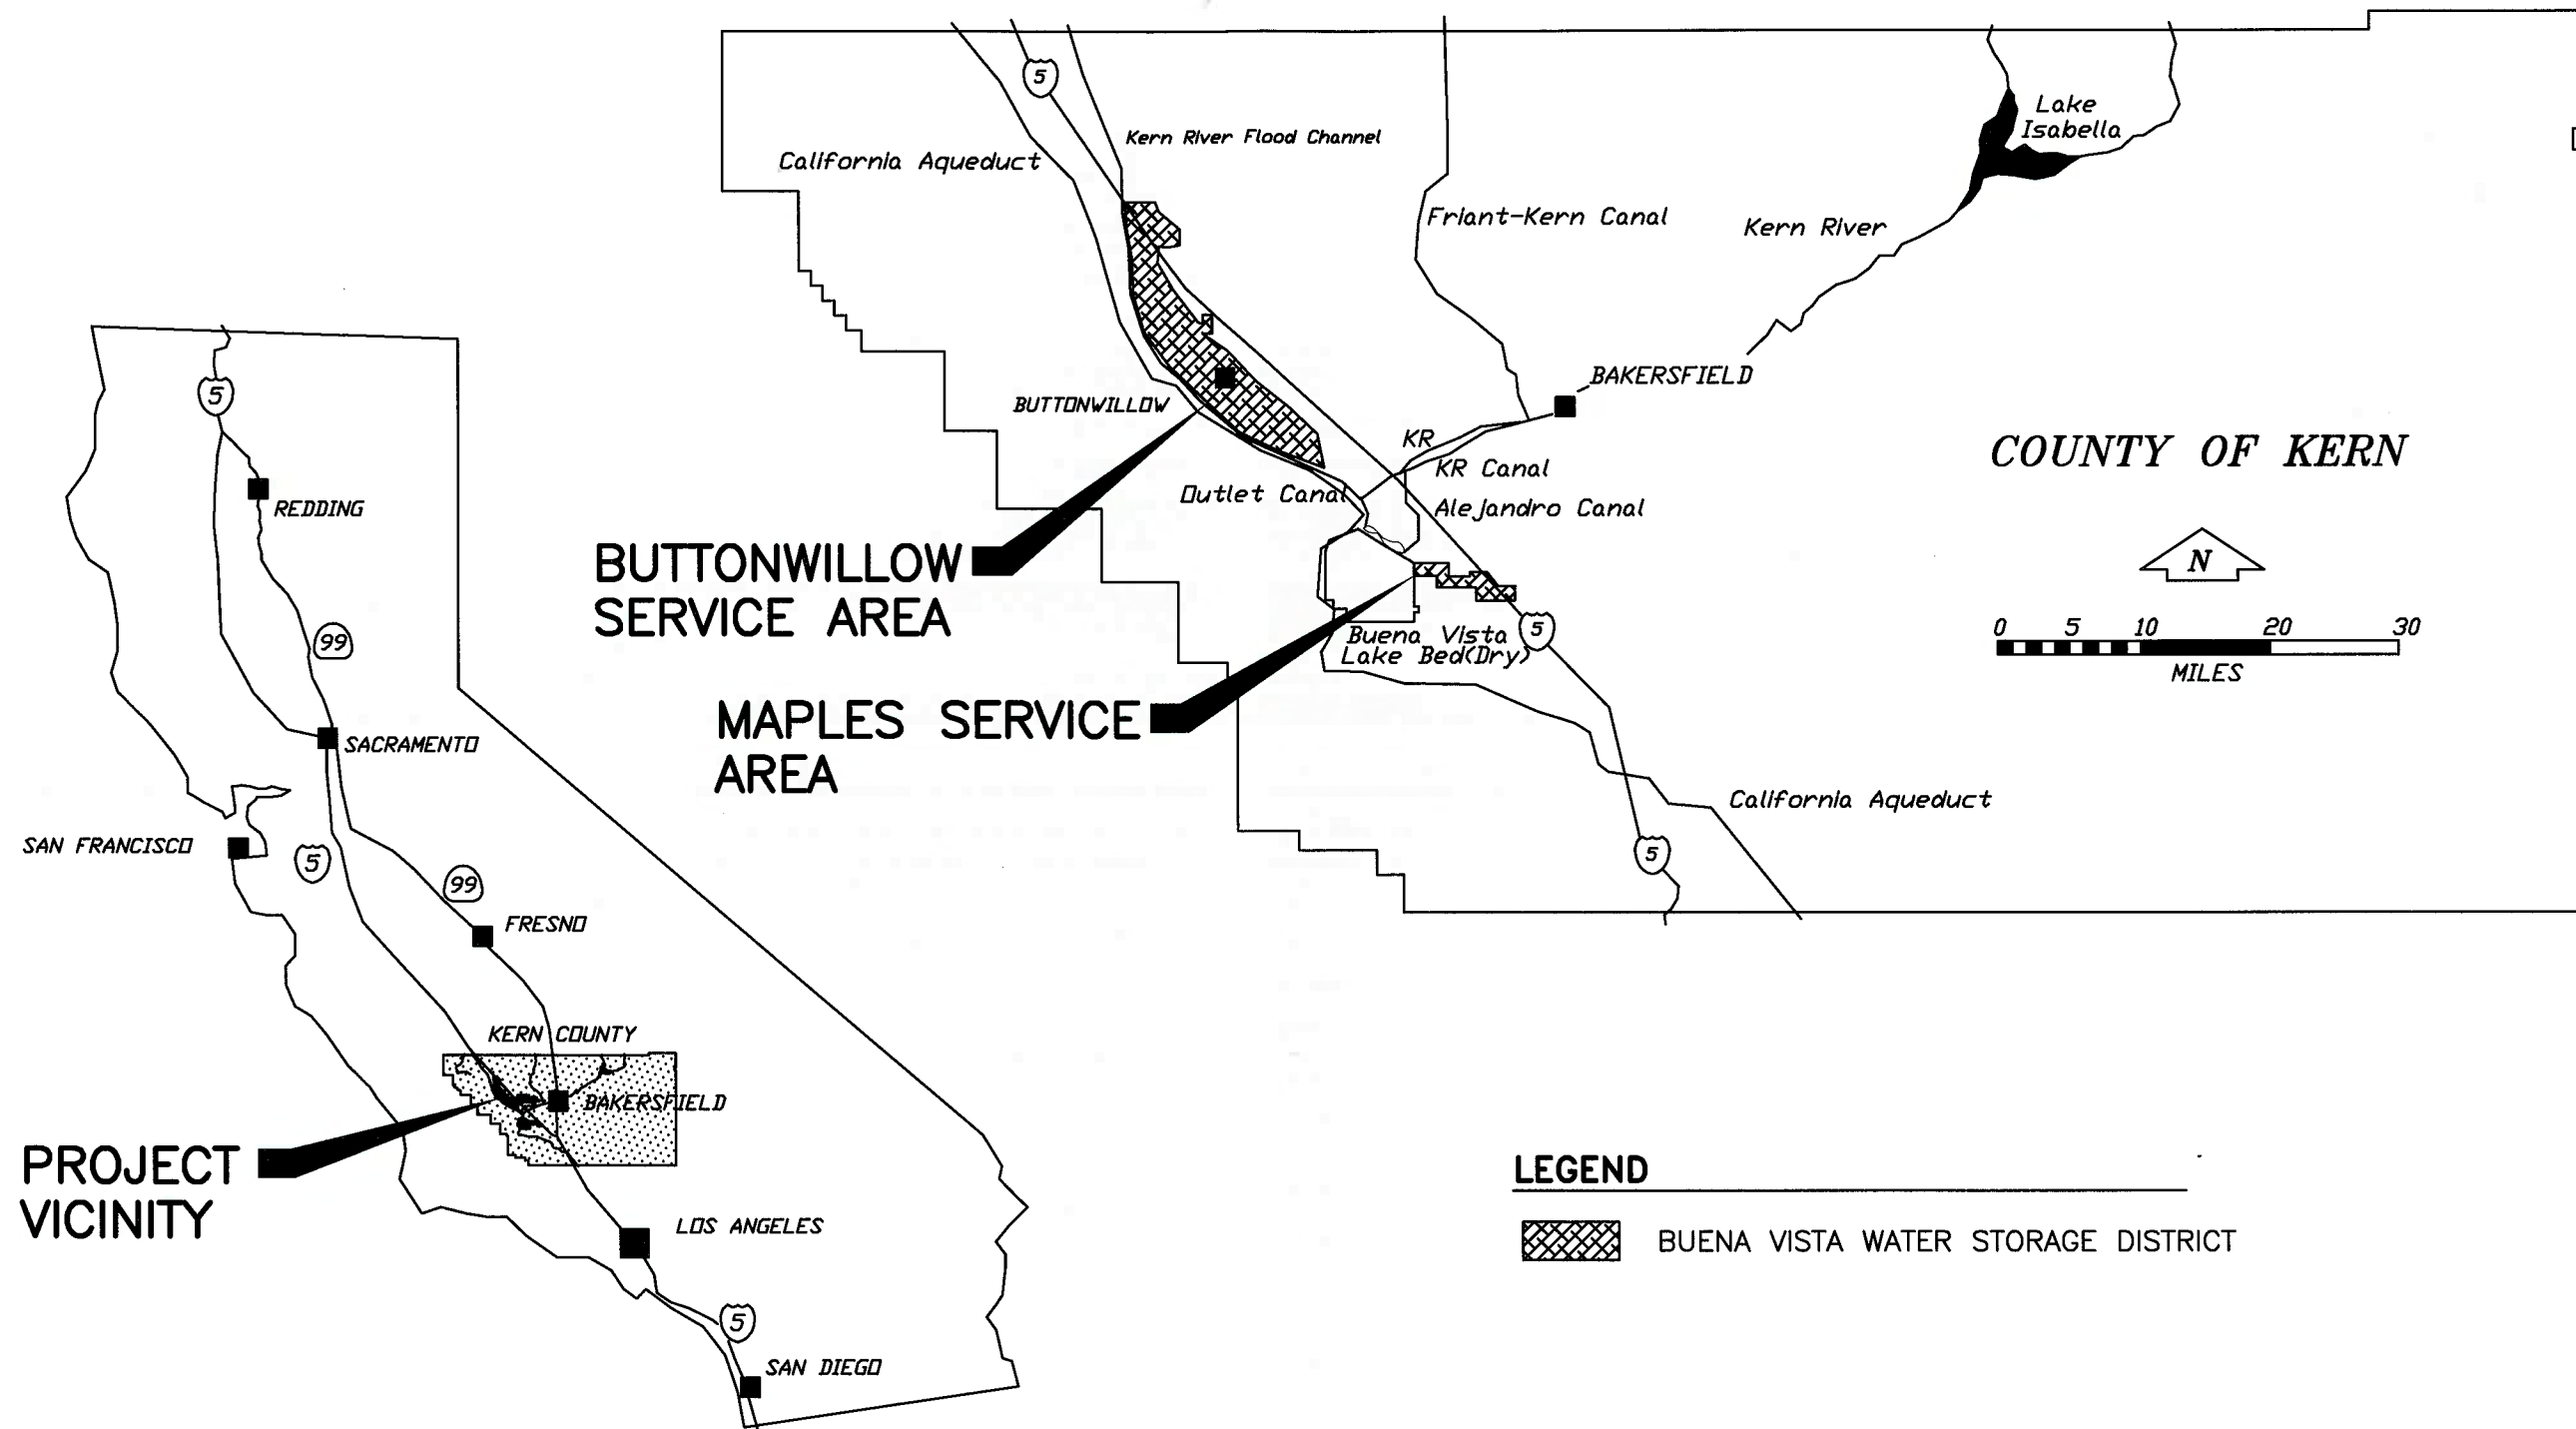 5
Kern River Flood Channel
California Aqueduct
Lake
Isabella
Friant-Kern Canal
Kern River
BAKERSFIELD
BUTTONWILLOW
KR
KR Canal
Outlet Canal
Alejandro Canal
COUNTY OF KERN
N
0 5 10 20 30
MILES
BUTTONWILLOW
SERVICE AREA
5
Buena Vista
Lake Bed(Dry)
MAPLES SERVICE
AREA
California Aqueduct
5
5
REDDING
99
SACRAMENTO
SAN FRANCISCO
5
99
FRESNO
KERN COUNTY
BAKERSFIELD
PROJECT
VICINITY
LOS ANGELES
5
SAN DIEGO
LEGEND
BUENA VISTA WATER STORAGE DISTRICT